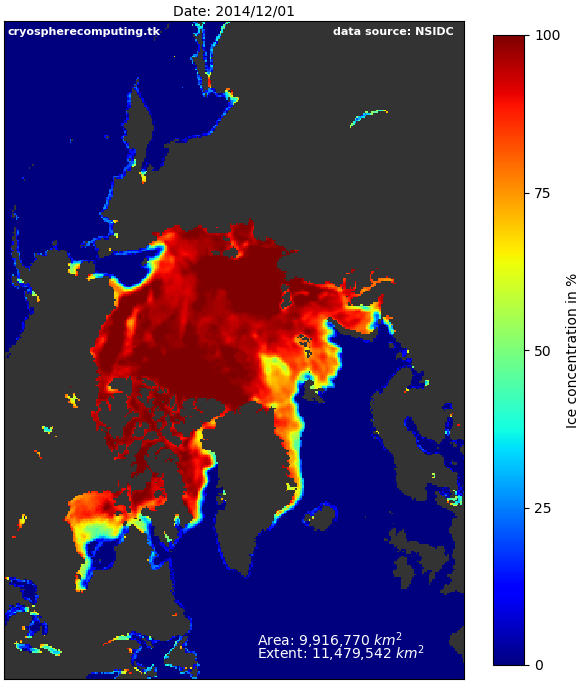 Date: 2014/12/01
cryospherecomputing.tk
data source: NSIDC
100
75
50
25
0
Ice concentration in %
Area: 9,916,770 km²
Extent: 11,479,542 km²